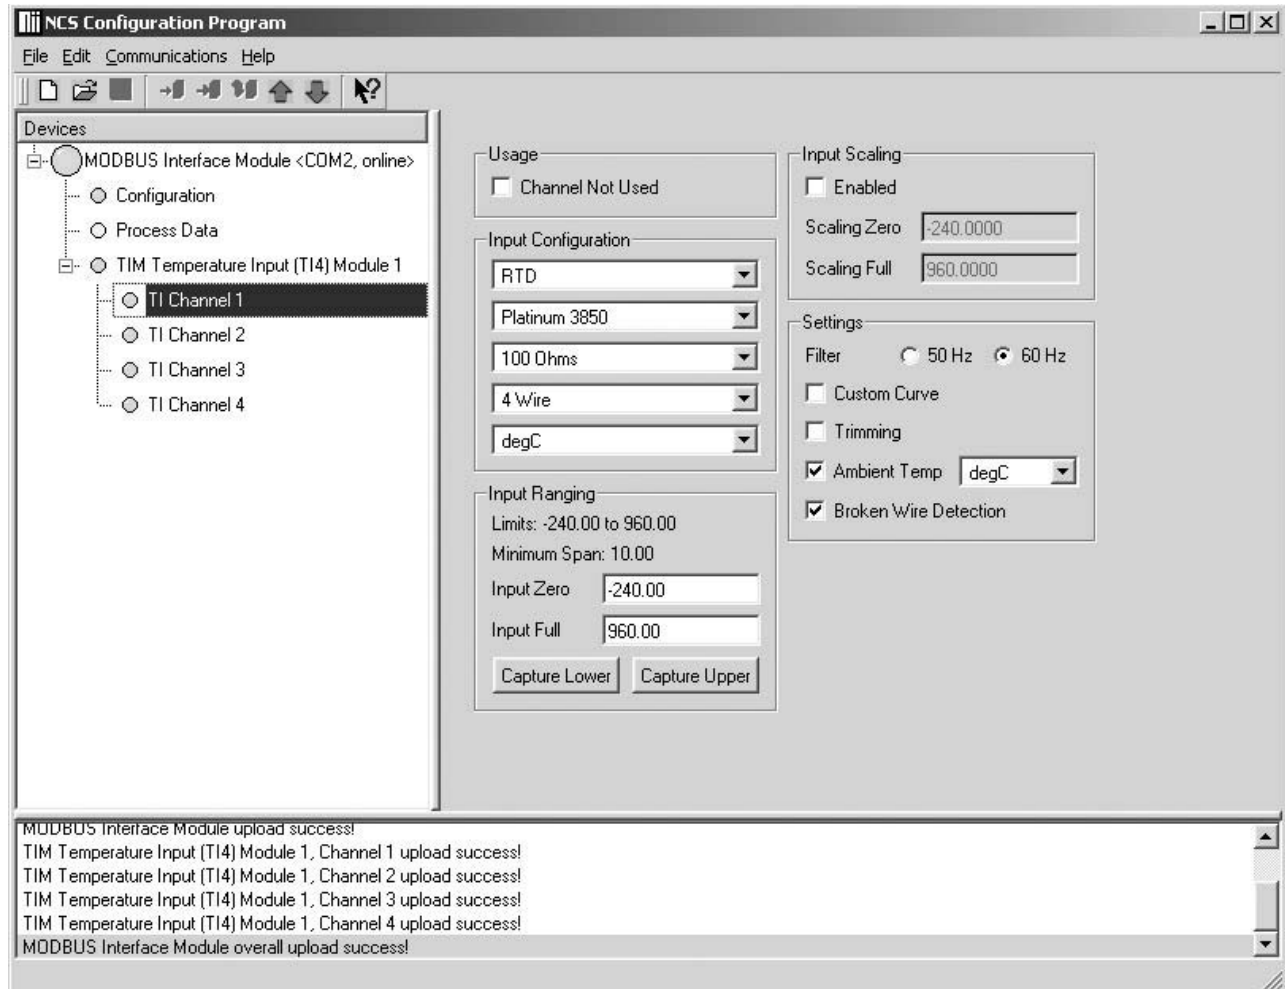 NCS Configuration Program
File Edit Communications Help
Devices
MODBUS Interface Module <COM2, online>
Configuration
Process Data
TIM Temperature Input (TI4) Module 1
TI Channel 1
TI Channel 2
TI Channel 3
TI Channel 4
Usage
Channel Not Used
Input Configuration
RTD
Platinum 3850
100 Ohms
4 Wire
degC
Input Ranging
Limits: -240.00 to 960.00
Minimum Span: 10.00
Input Zero -240.00
Input Full 960.00
Capture Lower Capture Upper
Input Scaling
Enabled
Scaling Zero -240.0000
Scaling Full 960.0000
Settings
Filter 50 Hz 60 Hz
Custom Curve
Trimming
Ambient Temp degC
Broken Wire Detection
MODBUS Interface Module upload success!
TIM Temperature Input (TI4) Module 1, Channel 1 upload success!
TIM Temperature Input (TI4) Module 1, Channel 2 upload success!
TIM Temperature Input (TI4) Module 1, Channel 3 upload success!
TIM Temperature Input (TI4) Module 1, Channel 4 upload success!
MODBUS Interface Module overall upload success!